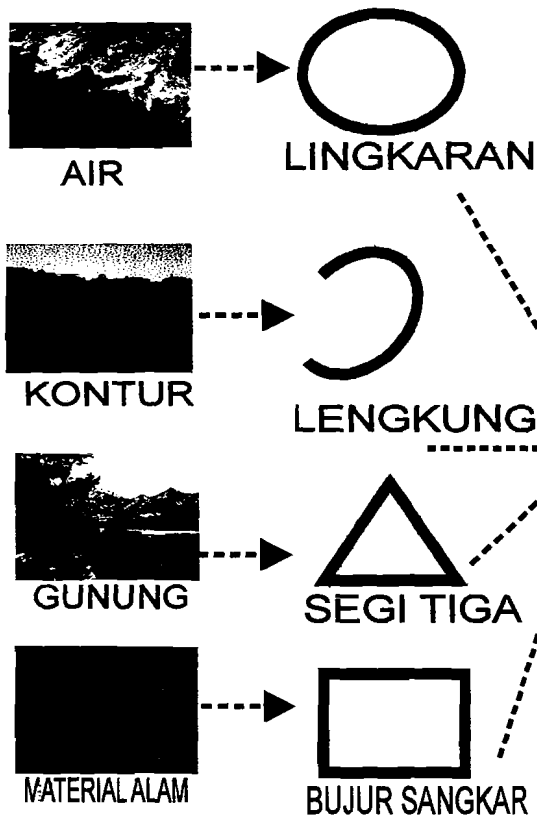 AIR
LINGKARAN
KONTUR
LENGKUNG
GUNUNG
SEGI TIGA
MATERIAL ALAM
BUJUR SANGKAR